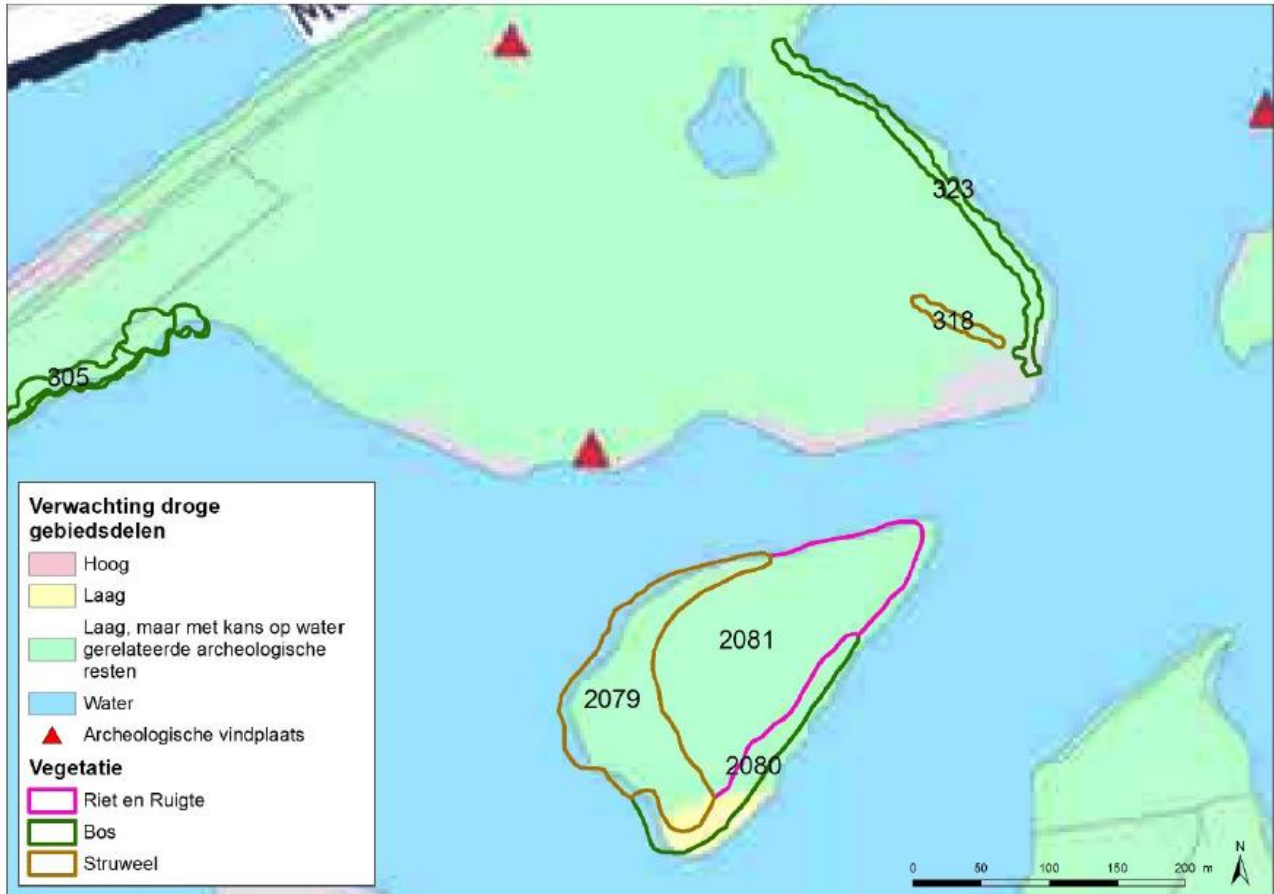 323
318
305
2081
2079
2080
Verwachting droge
gebiedsdelen
Hoog
Laag
Laag, maar met kans op water
gerelateerde archeologische
resten
Water
Archeologische vindplaats
Vegetatie
Riet en Ruigte
Bos
Struweel
N
0 50 100 150 200 m